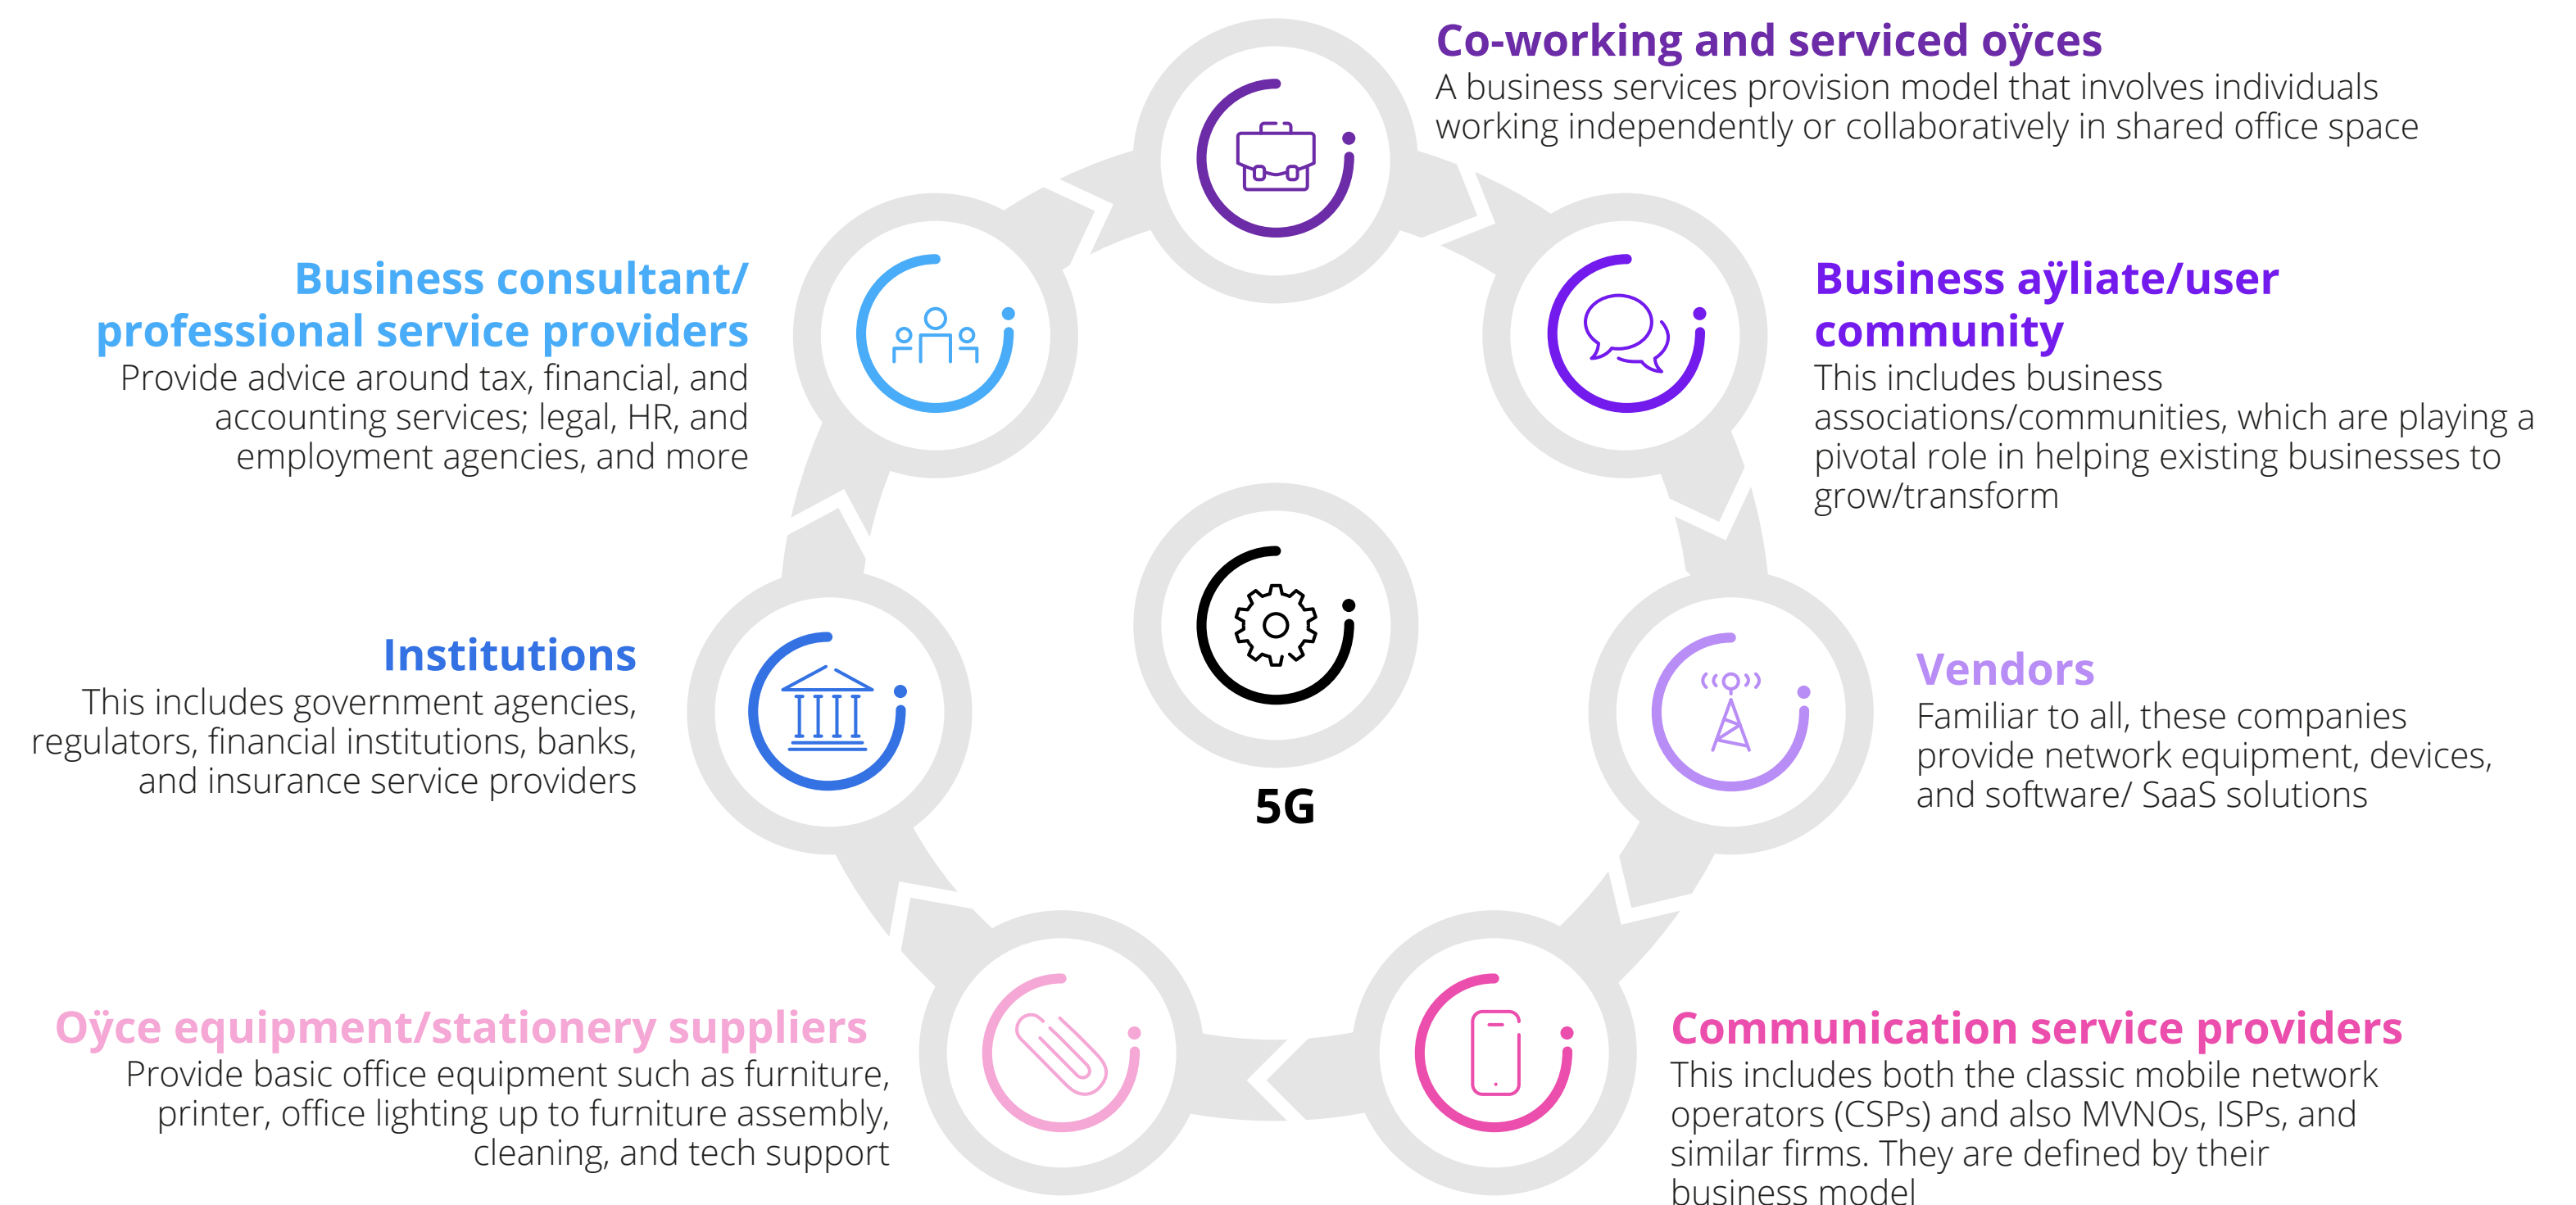 Co-working and serviced oÿces
A business services provision model that involves individuals
working independently or collaboratively in shared office space
Business consultant/
professional service providers
Provide advice around tax, financial, and
accounting services; legal, HR, and
employment agencies, and more
Business aÿliate/user
community
This includes business
associations/communities, which are playing a
pivotal role in helping existing businesses to
grow/transform
Institutions
This includes government agencies,
regulators, financial institutions, banks,
and insurance service providers
5G
Vendors
Familiar to all, these companies
provide network equipment, devices,
and software/ SaaS solutions
Oÿce equipment/stationery suppliers
Provide basic office equipment such as furniture,
printer, office lighting up to furniture assembly,
cleaning, and tech support
Communication service providers
This includes both the classic mobile network
operators (CSPs) and also MVNOs, ISPs, and
similar firms. They are defined by their
business model